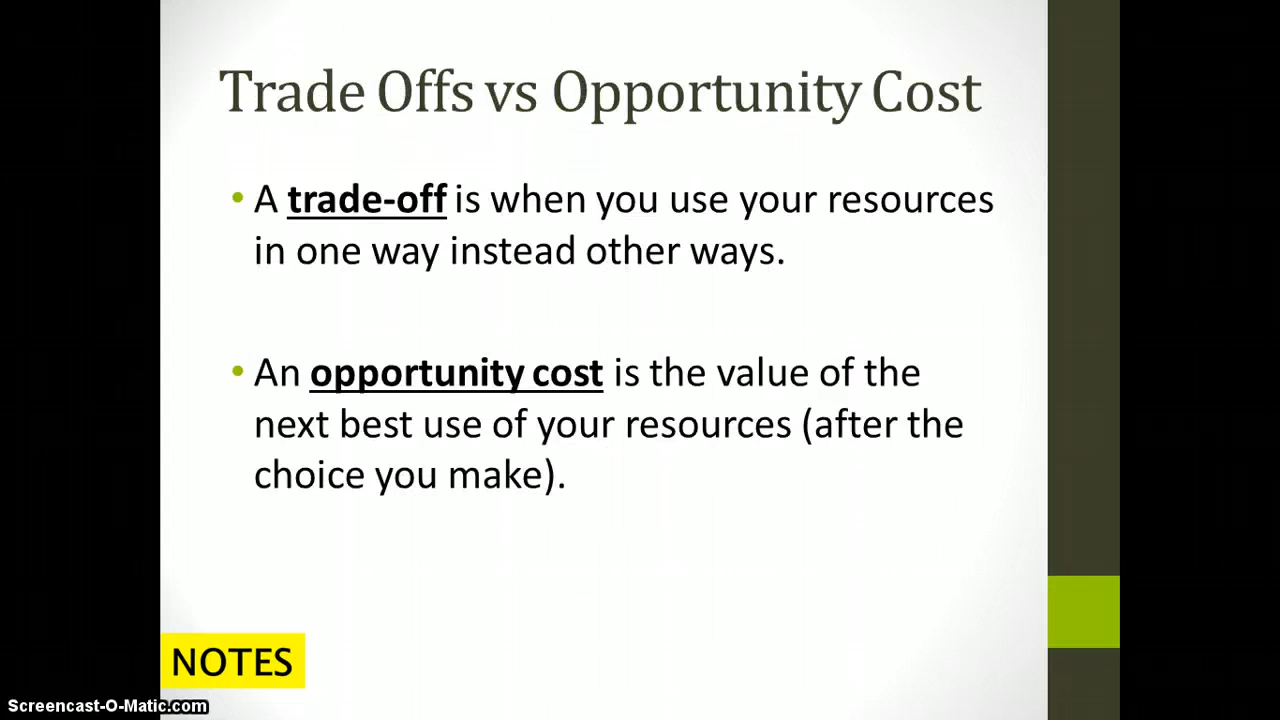 Trade Offs vs Opportunity Cost
• A trade-off is when you use your resources
in one way instead other ways.
• An opportunity cost is the value of the
next best use of your resources (after the
choice you make).
NOTES
Screencast-O-Matic.com